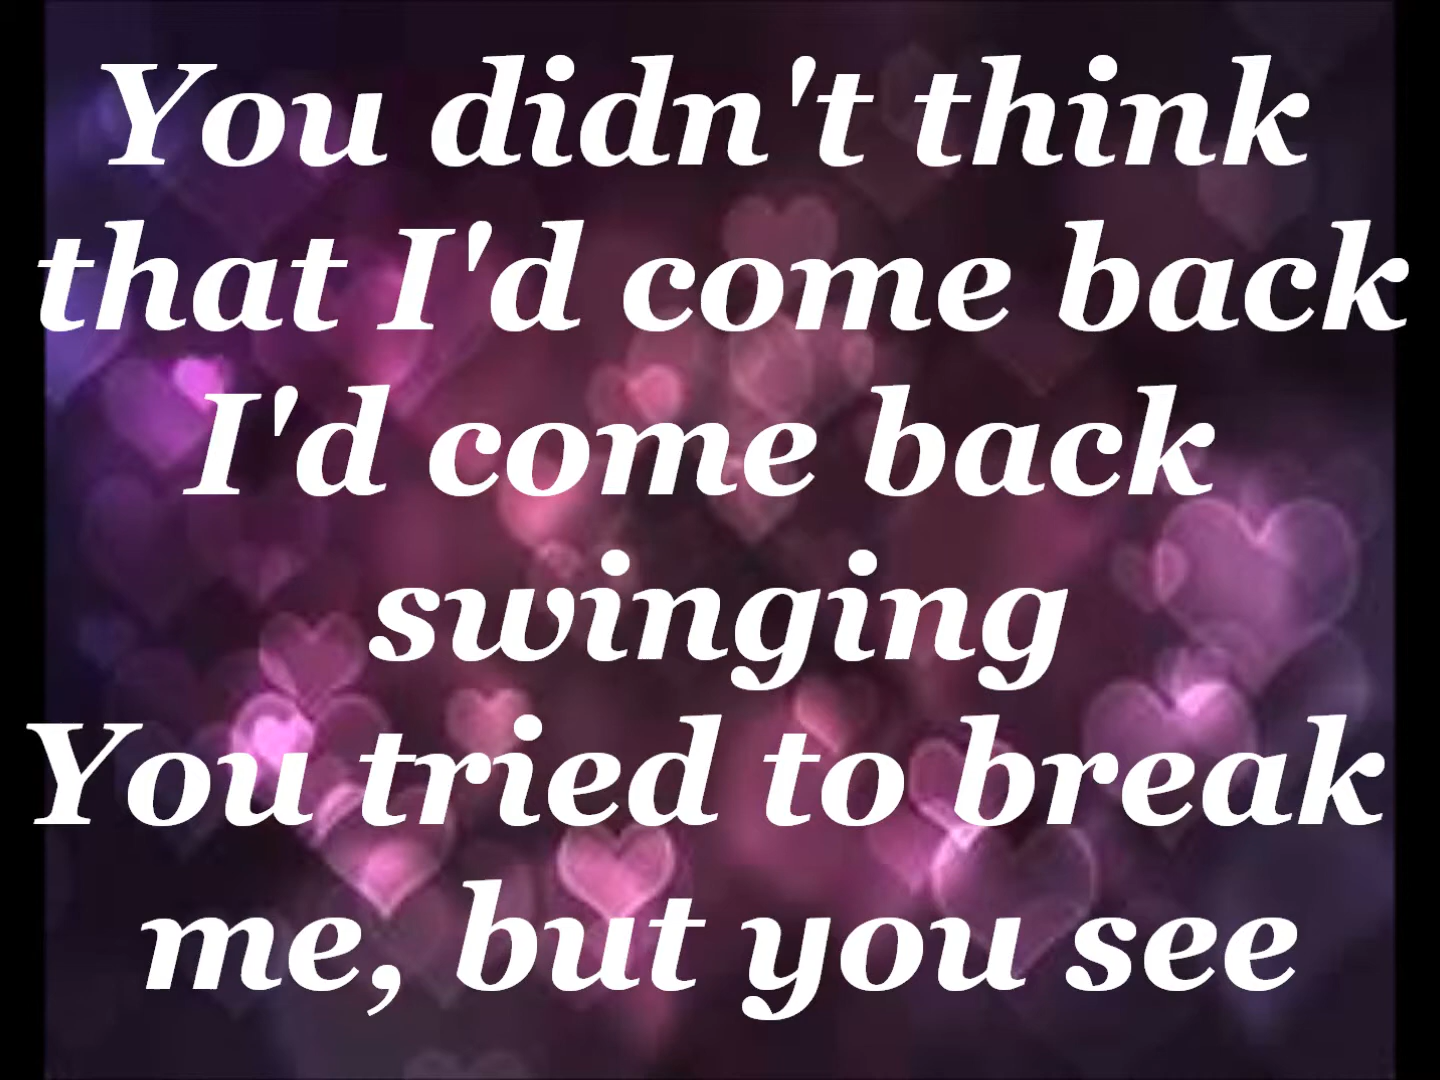 You didn't think
that I'd come back
I'd come back
swinging
You tried to break
me, but you see